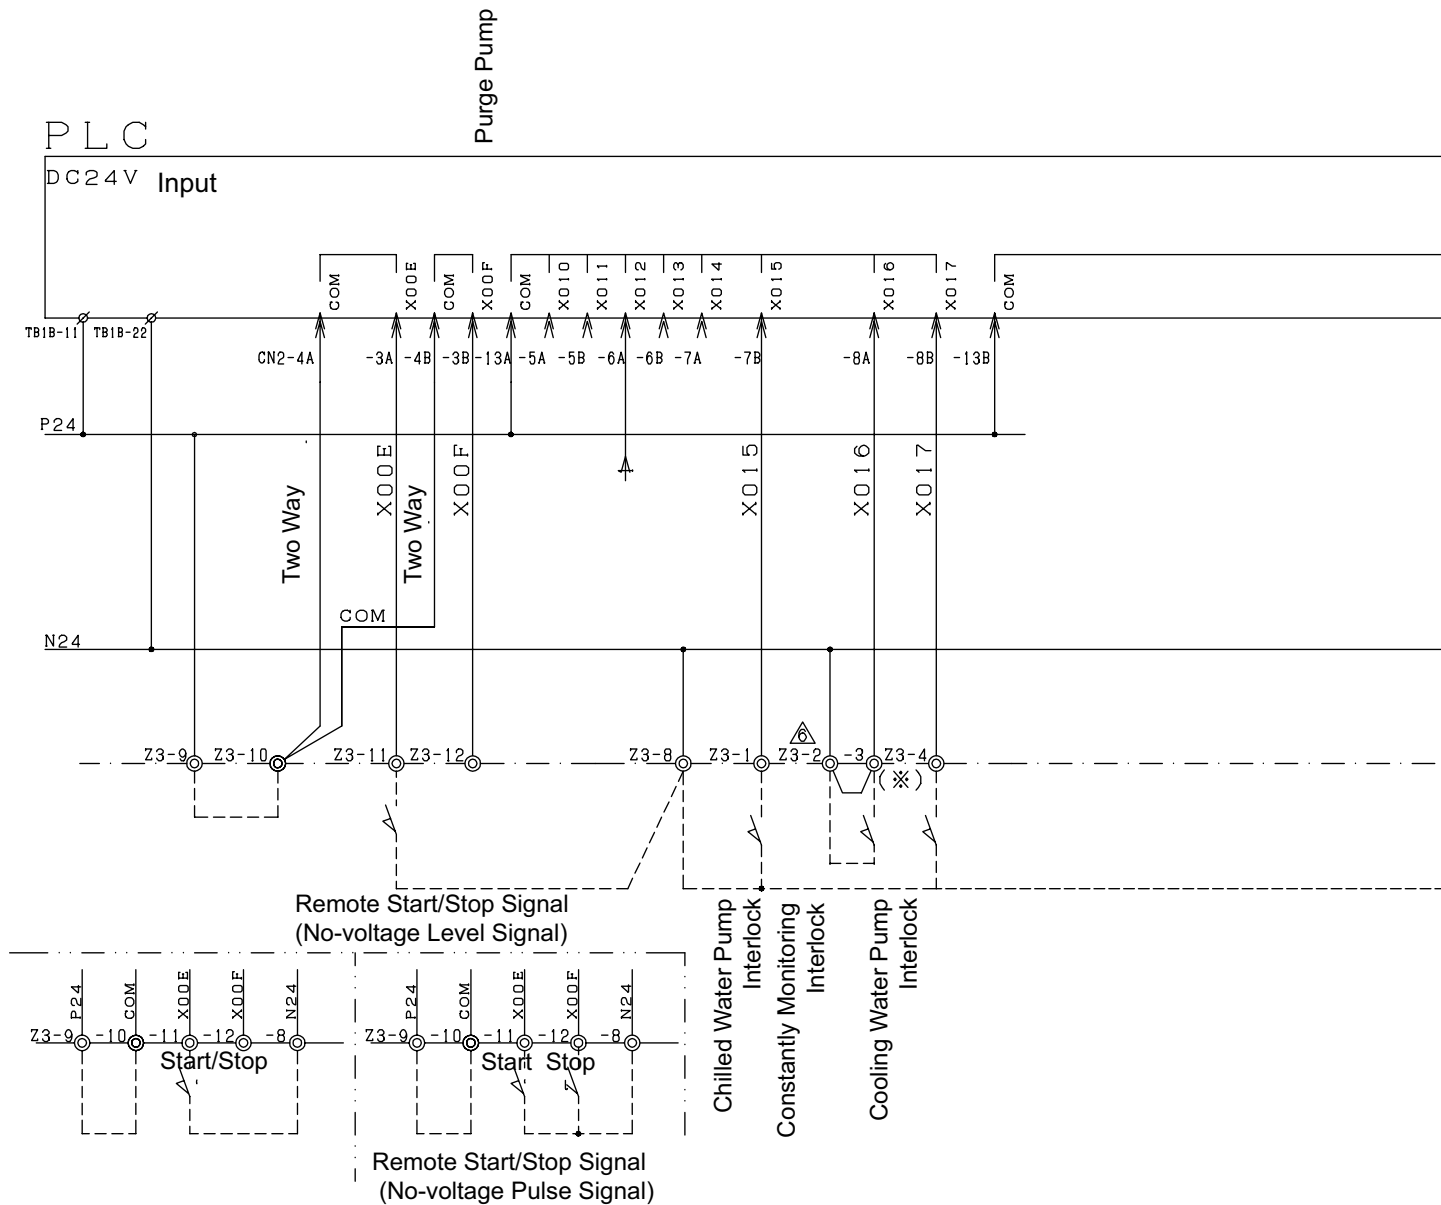 Purge Pump
PLC
DC24V Input
COM
X00E
COM
X00F
COM
X010
X011
X012
X013
X014
X015
X016
X017
COM
TB1B-11
TB1B-22
CN2-4A
-3A
-4B
-3B
-13A
-5A
-5B
-6A
-6B
-7A
-7B
-8A
-8B
-13B
P24
Two Way
X00E
Two Way
X00F
X015
X016
X017
COM
N24
6
Z3-9
Z3-10
Z3-11
Z3-12
Z3-8
Z3-1
Z3-2
-3
Z3-4
(※)
Remote Start/Stop Signal
(No-voltage Level Signal)
Chilled Water Pump
Interlock
Constantly Monitoring
Interlock
Cooling Water Pump
Interlock
P24
COM
X00E
X00F
N24
Z3-9
-10
-11
-12
-8
Start/Stop
P24
COM
X00E
X00F
N24
Z3-9
-10
-11
-12
-8
Start Stop
Remote Start/Stop Signal
(No-voltage Pulse Signal)